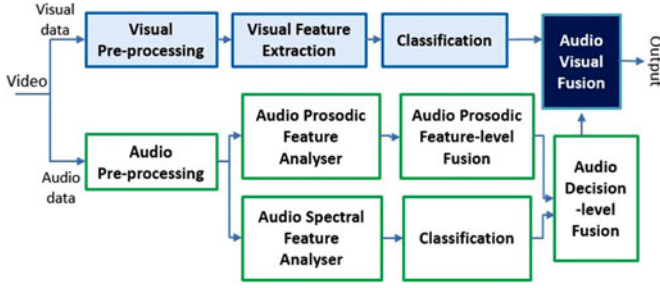 Visual
data
Video
Audio
data
Visual
Pre-processing
Visual Feature
Extraction
Classification
Audio
Visual
Fusion
Output
Audio
Pre-processing
Audio Prosodic
Feature
Analyser
Audio Prosodic
Feature-level
Fusion
Audio Spectral
Feature
Analyser
Classification
Audio
Decision
-level
Fusion